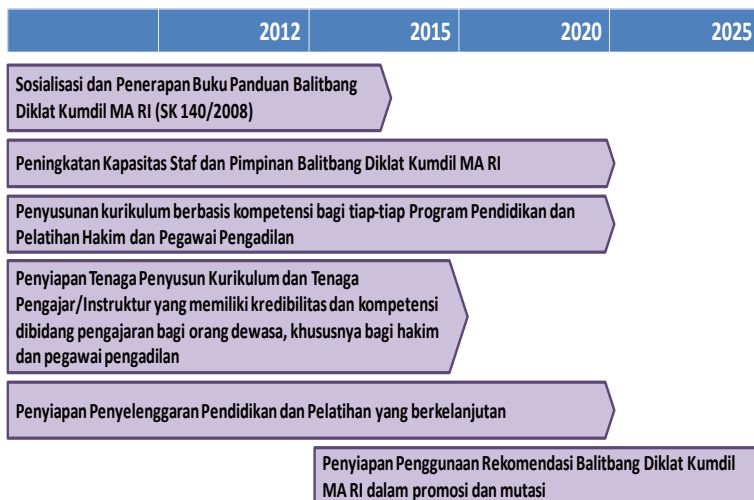 2012 2015 2020 2025
Sosialisasi dan Penerapan Buku Panduan Balitbang
Diklat Kumdil MA RI (SK 140/2008)
Peningkatan Kapasitas Staf dan Pimpinan Balitbang Diklat Kumdil MA RI
Penyusunan kurikulum berbasis kompetensi bagi tiap-tiap Program Pendidikan dan
Pelatihan Hakim dan Pegawai Pengadilan
Penyiapan Tenaga Penyusun Kurikulum dan Tenaga
Pengajar/Instruktur yang memiliki kredibilitas dan kompetensi
dibidang pengajaran bagi orang dewasa, khususnya bagi hakim
dan pegawai pengadilan
Penyiapan Penyelenggaran Pendidikan dan Pelatihan yang berkelanjutan
Penyiapan Penggunaan Rekomendasi Balitbang Diklat Kumdil
MA RI dalam promosi dan mutasi